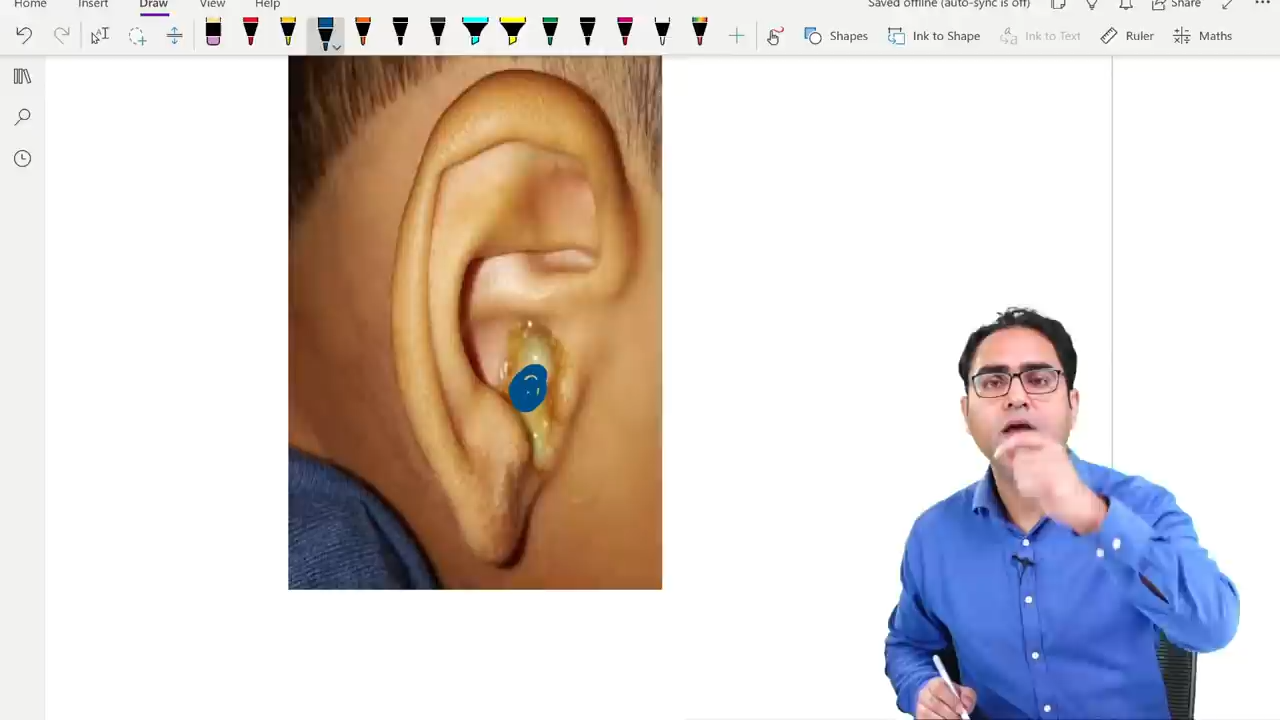 Home Insert Draw View Help Saved offline (auto-sync is off) Share
Shapes Ink to Shape Ink to Text Ruler Maths